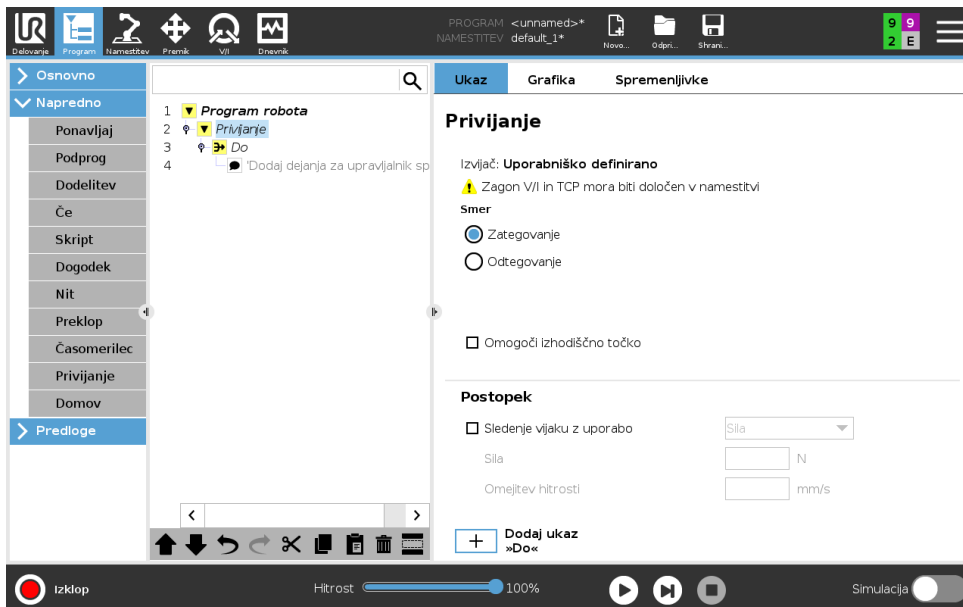 Delovanje
Program
Namestitev
Premik
V/I
Dnevnik
PROGRAM <unnamed>*
NAMESTITEV default_1*
Novo...
Odpri...
Shrani...
9 9
2 E
Osnovno
Napredno
Ponavljaj
Podprog
Dodelitev
Če
Skript
Dogodek
Nit
Preklop
Časomerilec
Privijanje
Domov
Predloge
1 Program robota
2 Privijanje
3 Do
4 'Dodaj dejanja za upravljalnik sp
Ukaz
Grafika
Spremenljivke
Privijanje
Izvijač: Uporabniško definirano
Zagon V/I in TCP mora biti določen v namestitvi
Smer
Zategovanje
Odtegovanje
Omogoči izhodiščno točko
Postopek
Sledenje vijaku z uporabo
Sila
Sila
N
Omejitev hitrosti
mm/s
Dodaj ukaz
»Do«
Izklop
Hitrost
100%
Simulacija